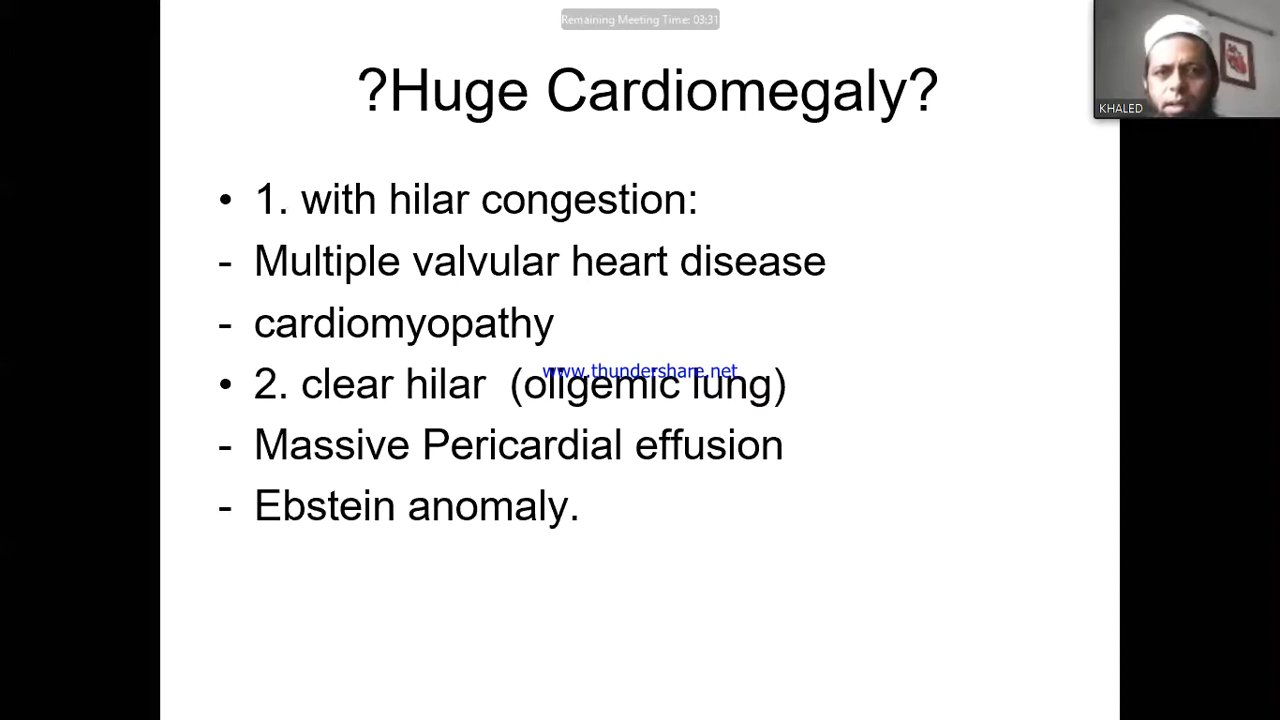 Remaining Meeting Time: 03:31
KHALED
?Huge Cardiomegaly?
• 1. with hilar congestion:
- Multiple valvular heart disease
- cardiomyopathy
www.thundershare.net
• 2. clear hilar (oligemic lung)
- Massive Pericardial effusion
- Ebstein anomaly.